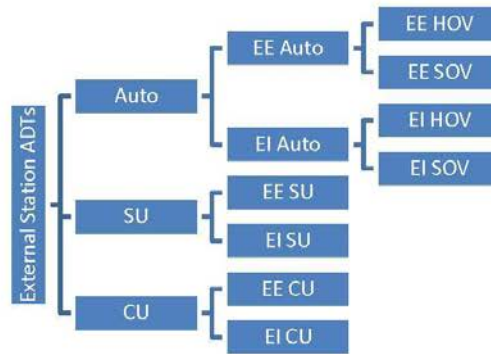 External Station ADTs
Auto
EE Auto
EE HOV
EE SOV
EI Auto
EI HOV
EI SOV
SU
EE SU
EI SU
CU
EE CU
EI CU